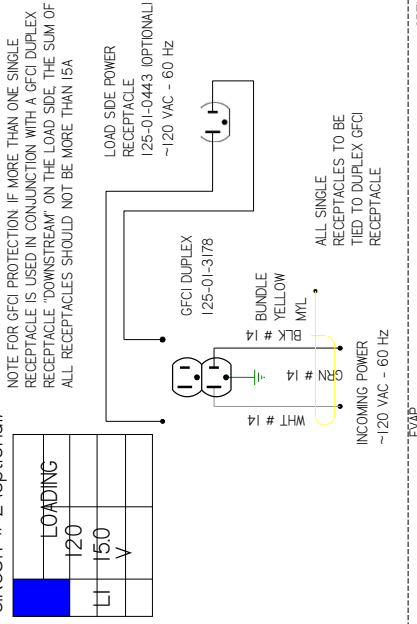 NOTE FOR GFCI PROTECTION: IF MORE THAN ONE SINGLE
RECEPTACLE IS USED IN CONJUNCTION WITH A GFCI DUPLEX
RECEPTACLE "DOWNSTREAM" ON THE LOAD SIDE, THE SUM OF
ALL RECEPTACLES SHOULD NOT BE MORE THAN 15A
LOADING
120
L1
15.0
V
LOAD SIDE POWER
RECEPTACLE
125-01-0443 (OPTIONAL)
~120 VAC - 60 Hz
GFCI DUPLEX
125-01-3178
ALL SINGLE
RECEPTACLES TO BE
TIED TO DUPLEX GFCI
RECEPTACLE
BUNDLE
YELLOW
MYL
BLK # 14
GRN # 14
WHT # 14
INCOMING POWER
~120 VAC - 60 Hz